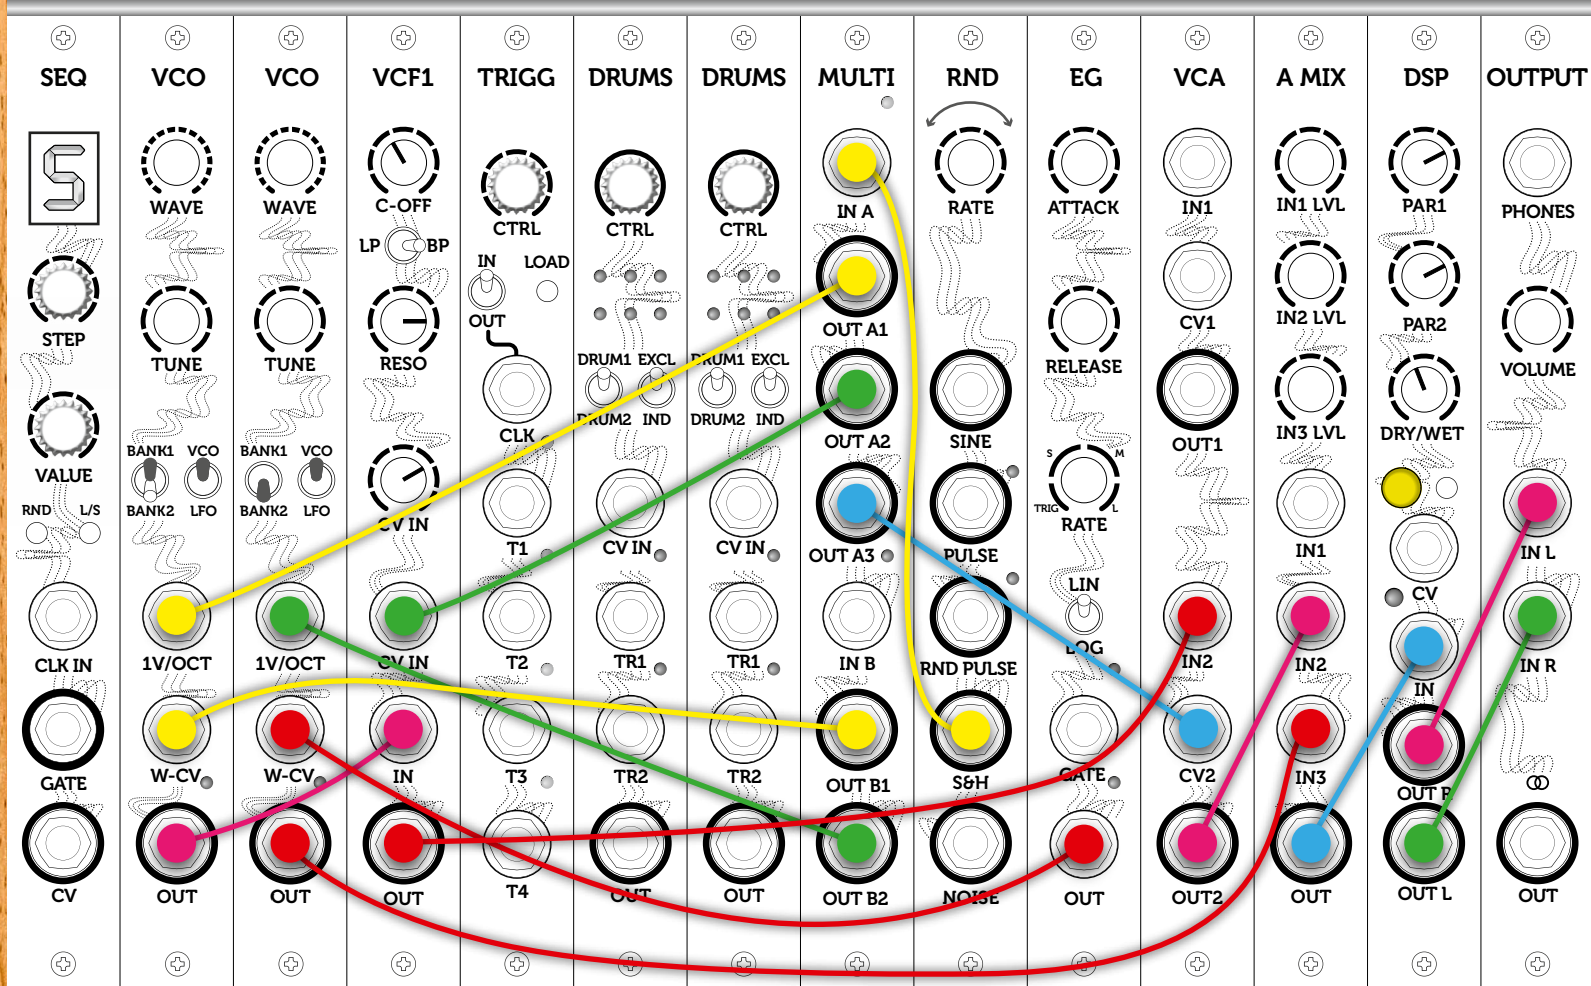 SEQ
VCO
VCO
VCF1
TRIGG
DRUMS
DRUMS
MULTI
RND
EG
VCA
A MIX
DSP
OUTPUT
S
STEP
VALUE
RND
L/S
CLK IN
GATE
CV
WAVE
TUNE
BANK1
VCO
BANK2
LFO
1V/OCT
W-CV
OUT
WAVE
TUNE
BANK1
VCO
BANK2
LFO
1V/OCT
W-CV
OUT
C-OFF
LP
BP
RESO
CV IN
CV IN
IN
OUT
CTRL
IN
LOAD
OUT
CLK
T1
T2
T3
T4
CTRL
DRUM1
EXCL
DRUM2
IND
CV IN
TR1
TR2
OUT
CTRL
DRUM1
EXCL
DRUM2
IND
CV IN
TR1
TR2
OUT
IN A
OUT A1
OUT A2
OUT A3
IN B
OUT B1
OUT B2
RATE
SINE
PULSE
RND PULSE
S&H
NOISE
ATTACK
RELEASE
S
M
TRIG
L
RATE
LIN
LOG
GATE
OUT
IN1
CV1
OUT1
IN2
CV2
OUT2
IN1 LVL
IN2 LVL
IN3 LVL
IN1
IN2
IN3
OUT
PAR1
PAR2
DRY/WET
CV
IN
OUT R
OUT L
PHONES
VOLUME
IN L
IN R
OUT